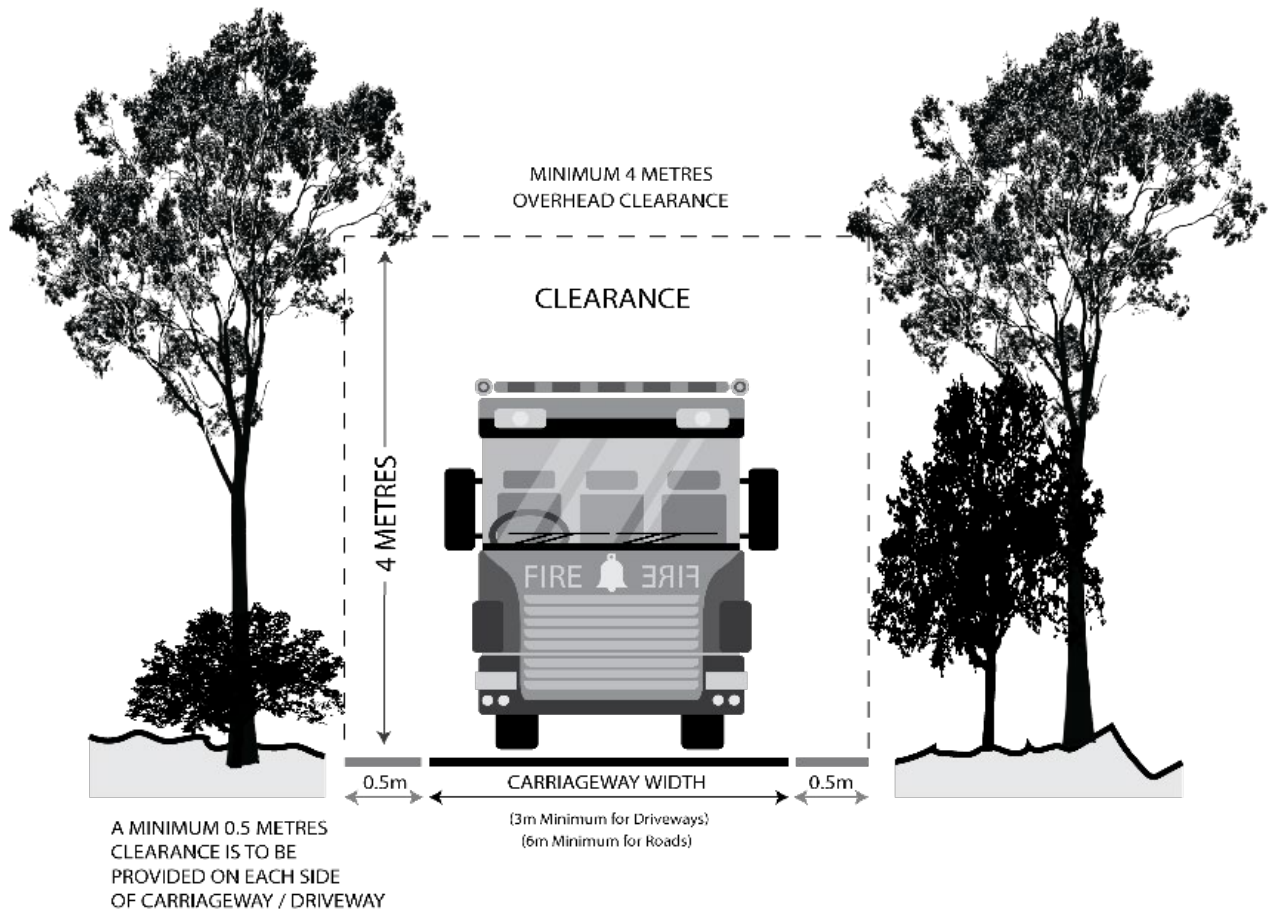 MINIMUM 4 METRES
OVERHEAD CLEARANCE
CLEARANCE
4 METRES
FIRE FIRE
0.5m
CARRIAGEWAY WIDTH
0.5m
(3m Minimum for Driveways)
(6m Minimum for Roads)
A MINIMUM 0.5 METRES
CLEARANCE IS TO BE
PROVIDED ON EACH SIDE
OF CARRIAGEWAY / DRIVEWAY